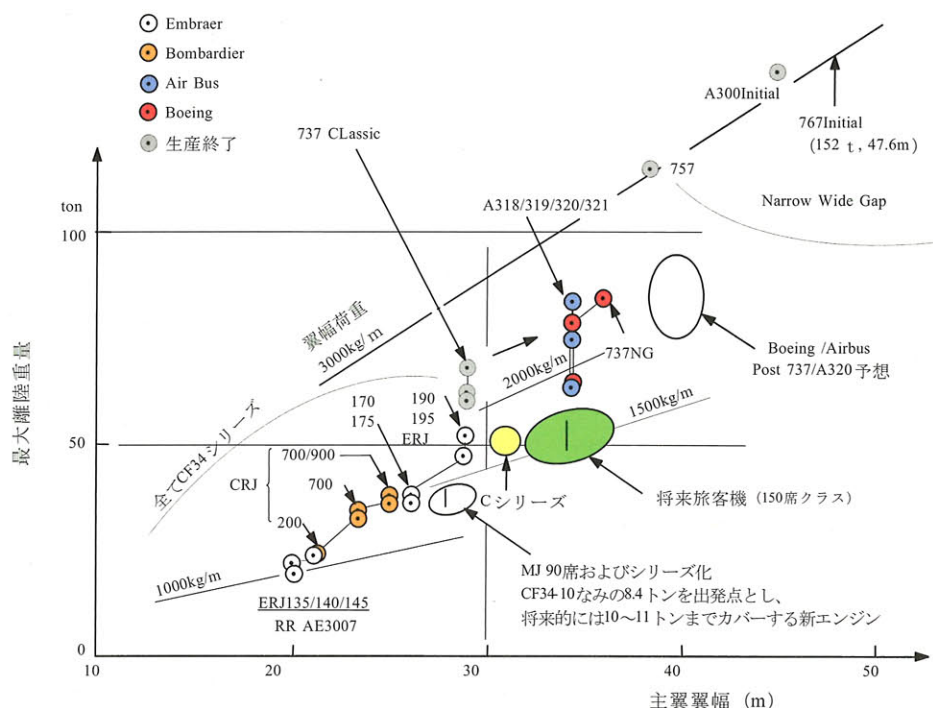 Embraer
Bombardier
Air Bus
Boeing
生産終了
737 CLassic
A300Initial
767Initial
(152 t, 47.6m)
757
Narrow Wide Gap
A318/319/320/321
ton
100
50
0
最大離陸重量
翼幅荷重
3000kg/m
2000kg/m
737NG
1500kg/m
Boeing /Airbus
Post 737/A320 予想
全てCF34シリーズ
170
175
190
195
ERJ
CRJ
700/900
700
200
Cシリーズ
将来旅客機(150席クラス)
1000kg/m
ERJ135/140/145
RR AE3007
MJ 90席およびシリーズ化
CF34-10なみの8.4トンを出発点とし、
将来的には10〜11トンまでカバーする新エンジン
10
20
30
40
50
主翼翼幅 (m)